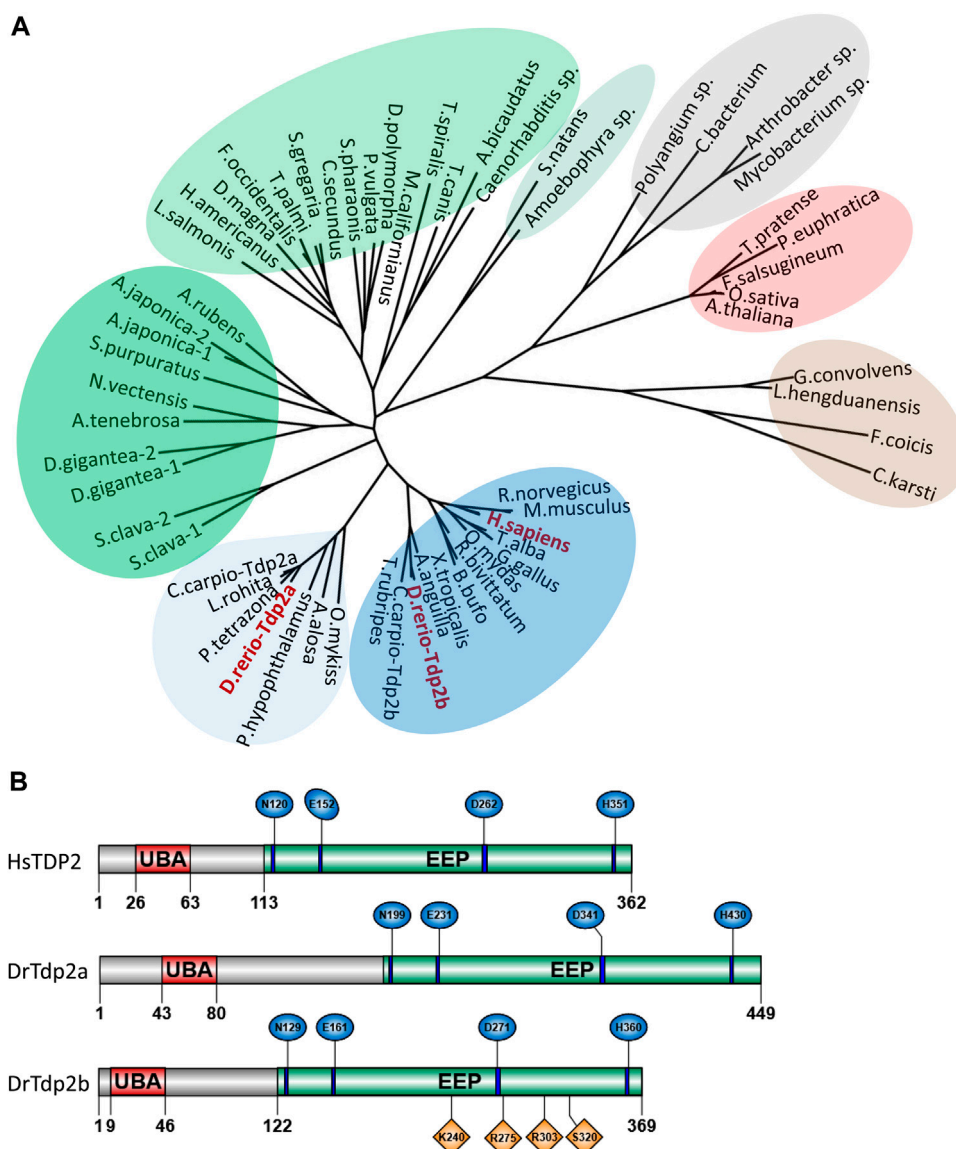 A
L.salmonis
H.americanus
D.magna
F.occidentalis
T.palmi
S.gregaria
C.secundus
S.pharaonis
P.vulgata
D.polymorpha
M.californianus
T.spiralis
T.canis
A.bicaudatus
Caenorhabditis sp.
S.natans
Amoebophyra sp.
Polyangium sp.
C.bacterium
Arthrobacter sp.
Mycobacterium sp.
T.pratense
P.euphratica
F.salsugineum
O.sativa
A.thaliana
G.convolvens
L.hengduanensis
F.coicis
C.karsti
A.rubens
A.japonica-2
A.japonica-1
S.purpuratus
N.vectensis
A.tenebrosa
D.gigantea-2
D.gigantea-1
S.clava-2
S.clava-1
C.carpio-Tdp2a
L.rohita
P.tetrazona
D.rerio-Tdp2a
P.hypophthalamus
A.alosa
O.mykiss
T.rubripes
C.carpio-Tdp2b
D.rerio-Tdp2b
A.anguilla
X.tropicalis
B.bufo
R.bivittatum
O.mydas
G.gallus
T.alba
H.sapiens
M.musculus
R.norvegicus
B
N120 E152 D262 H351
HsTDP2 UBA EEP
1 26 63 113 362
N199 E231 D341 H430
DrTdp2a UBA EEP
1 43 80 449
N129 E161 D271 H360
DrTdp2b UBA EEP
1 9 46 122 369
K240 R275 R303 S320